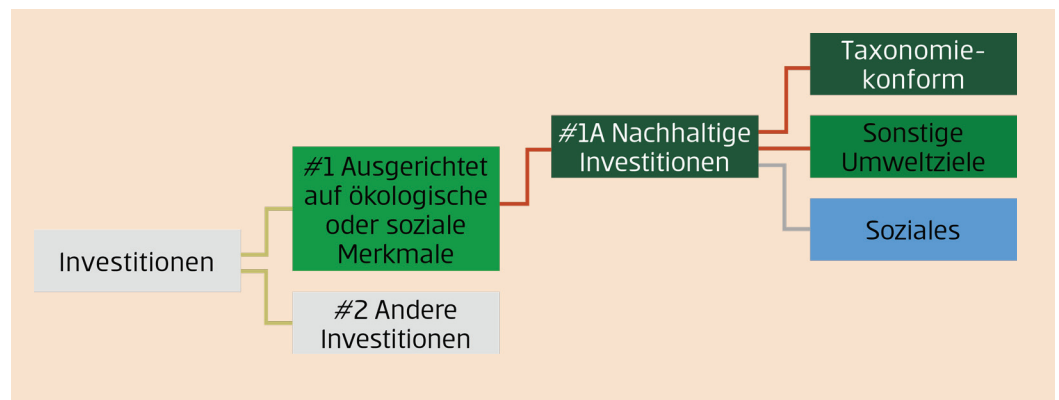 Investitionen
#1 Ausgerichtet
auf ökologische
oder soziale
Merkmale
#2 Andere
Investitionen
#1A Nachhaltige
Investitionen
Taxonomie-
konform
Sonstige
Umweltziele
Soziales